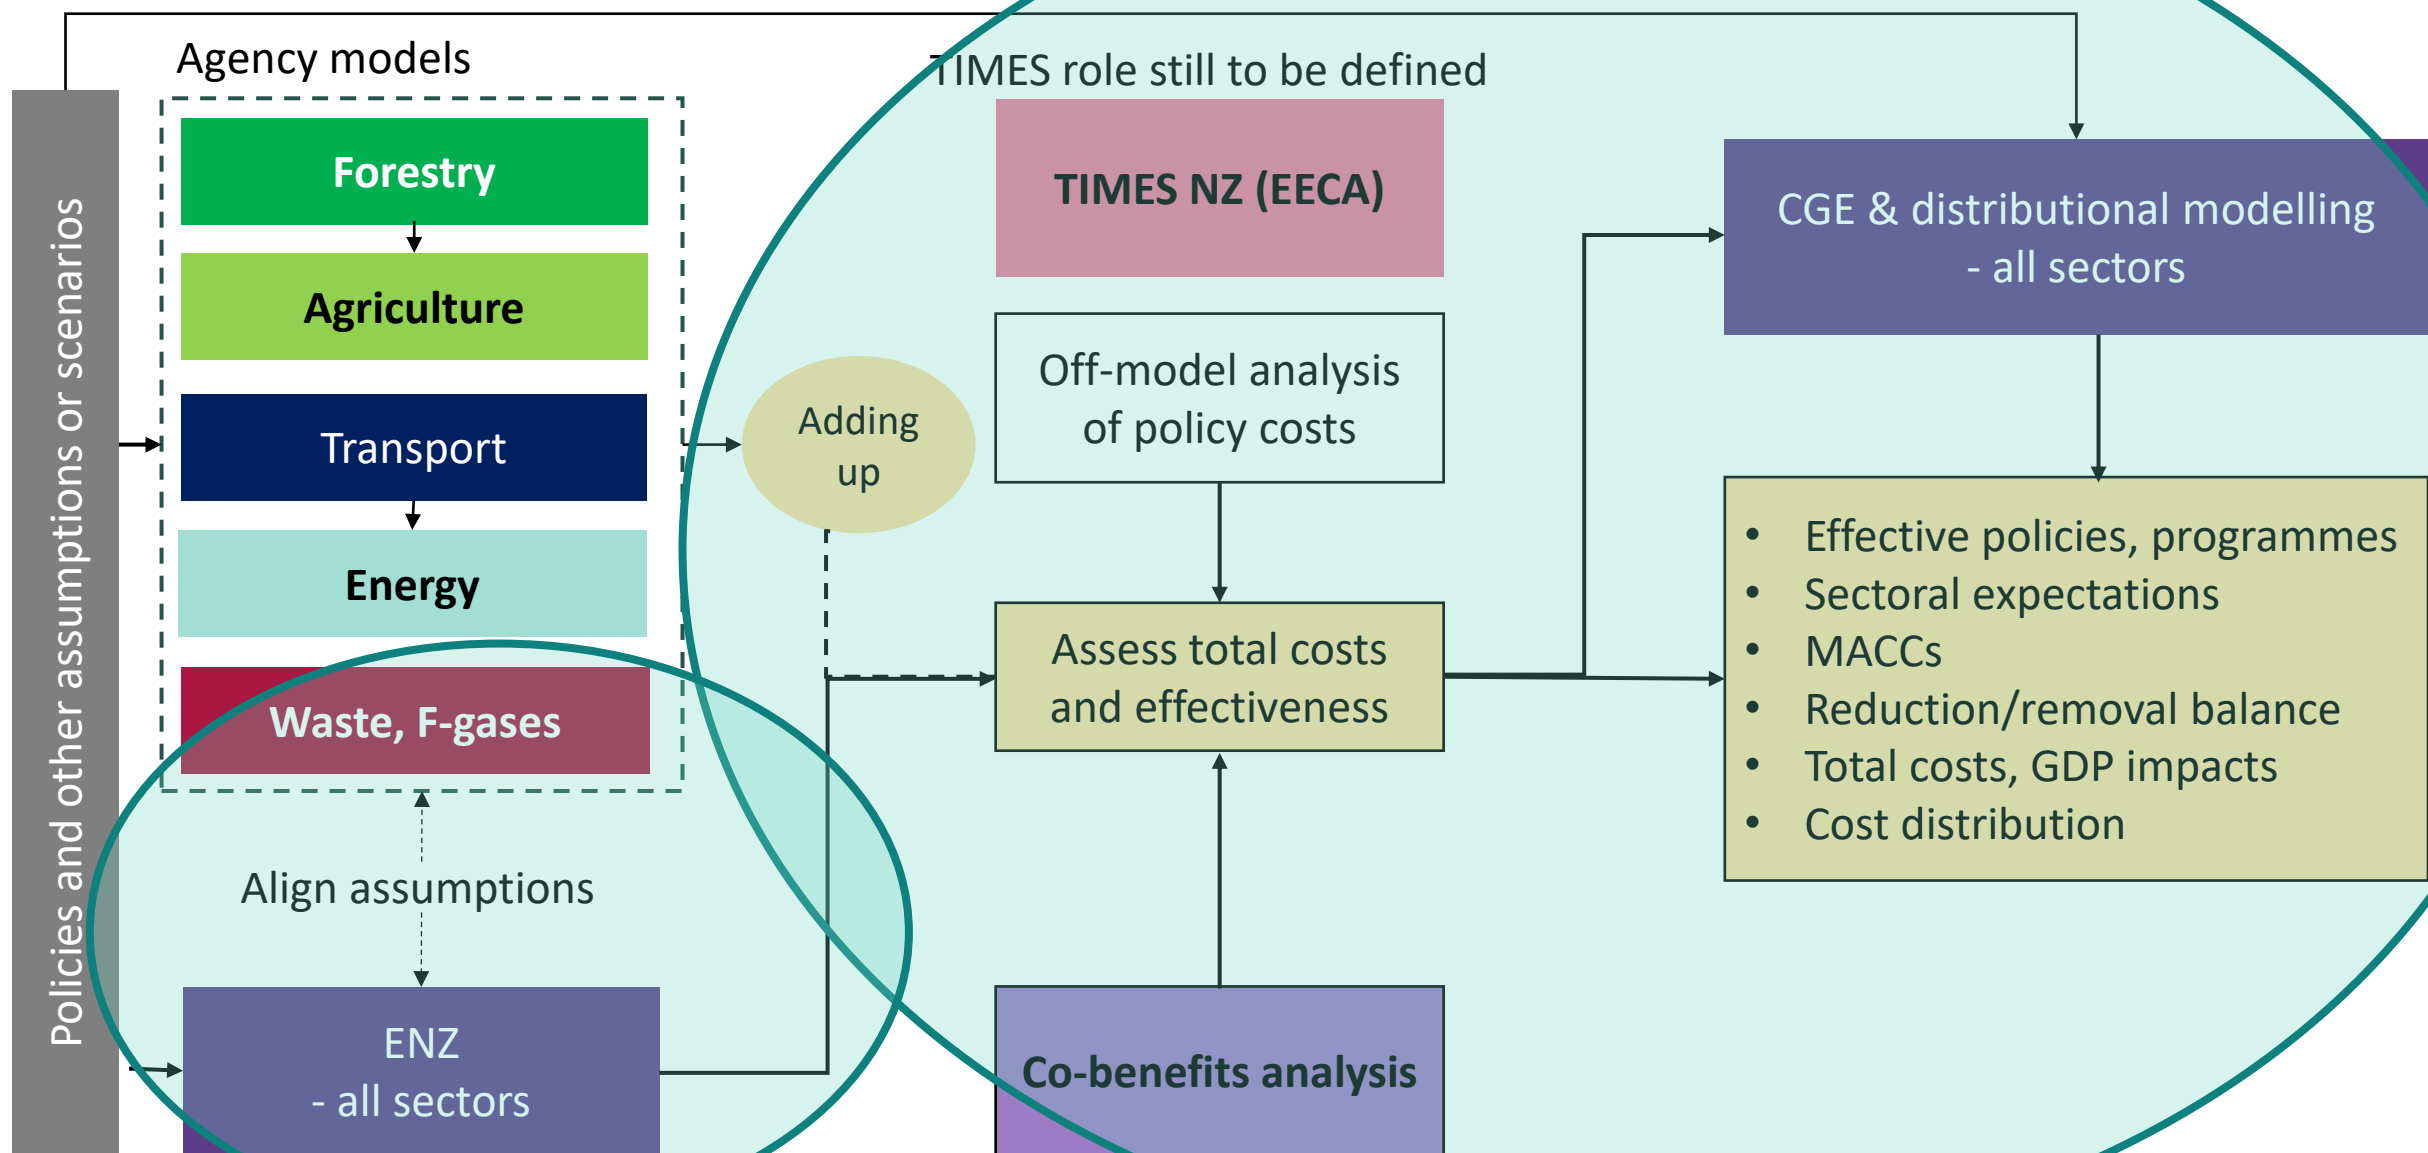 Policies and other assumptions or scenarios
Agency models
Forestry
Agriculture
Transport
Energy
Waste, F-gases
Align assumptions
ENZ
- all sectors
Adding
up
TIMES role still to be defined
TIMES NZ (EECA)
Off-model analysis
of policy costs
Assess total costs
and effectiveness
Co-benefits analysis
CGE & distributional modelling
- all sectors
• Effective policies, programmes
• Sectoral expectations
• MACCs
• Reduction/removal balance
• Total costs, GDP impacts
• Cost distribution